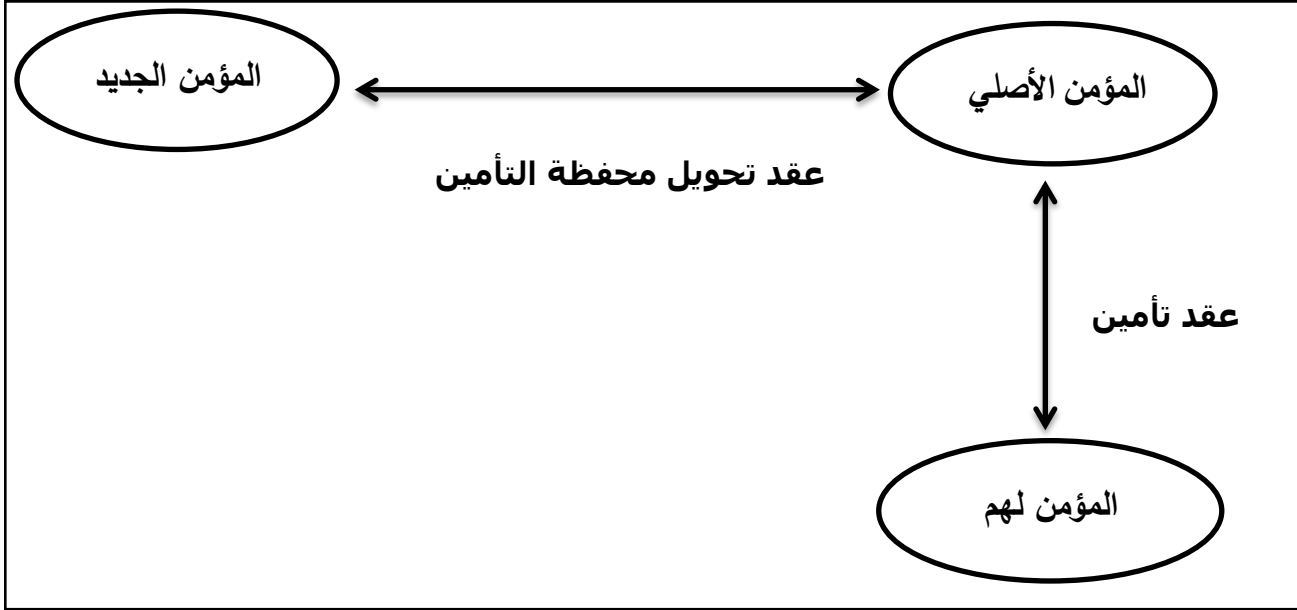 المؤمن الأصلي
المؤمن الجديد
عقد تحويل محفظة التأمين
عقد تأمين
المؤمن لهم